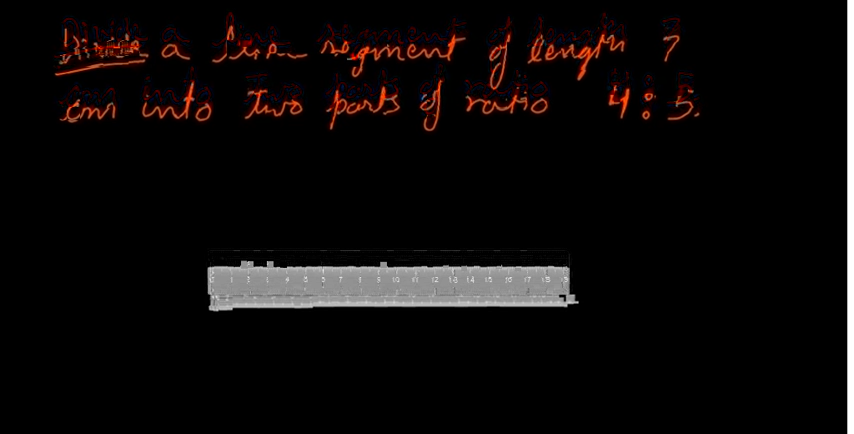 Divide a line segment of length 7
cm into two parts of ratio 4:5.